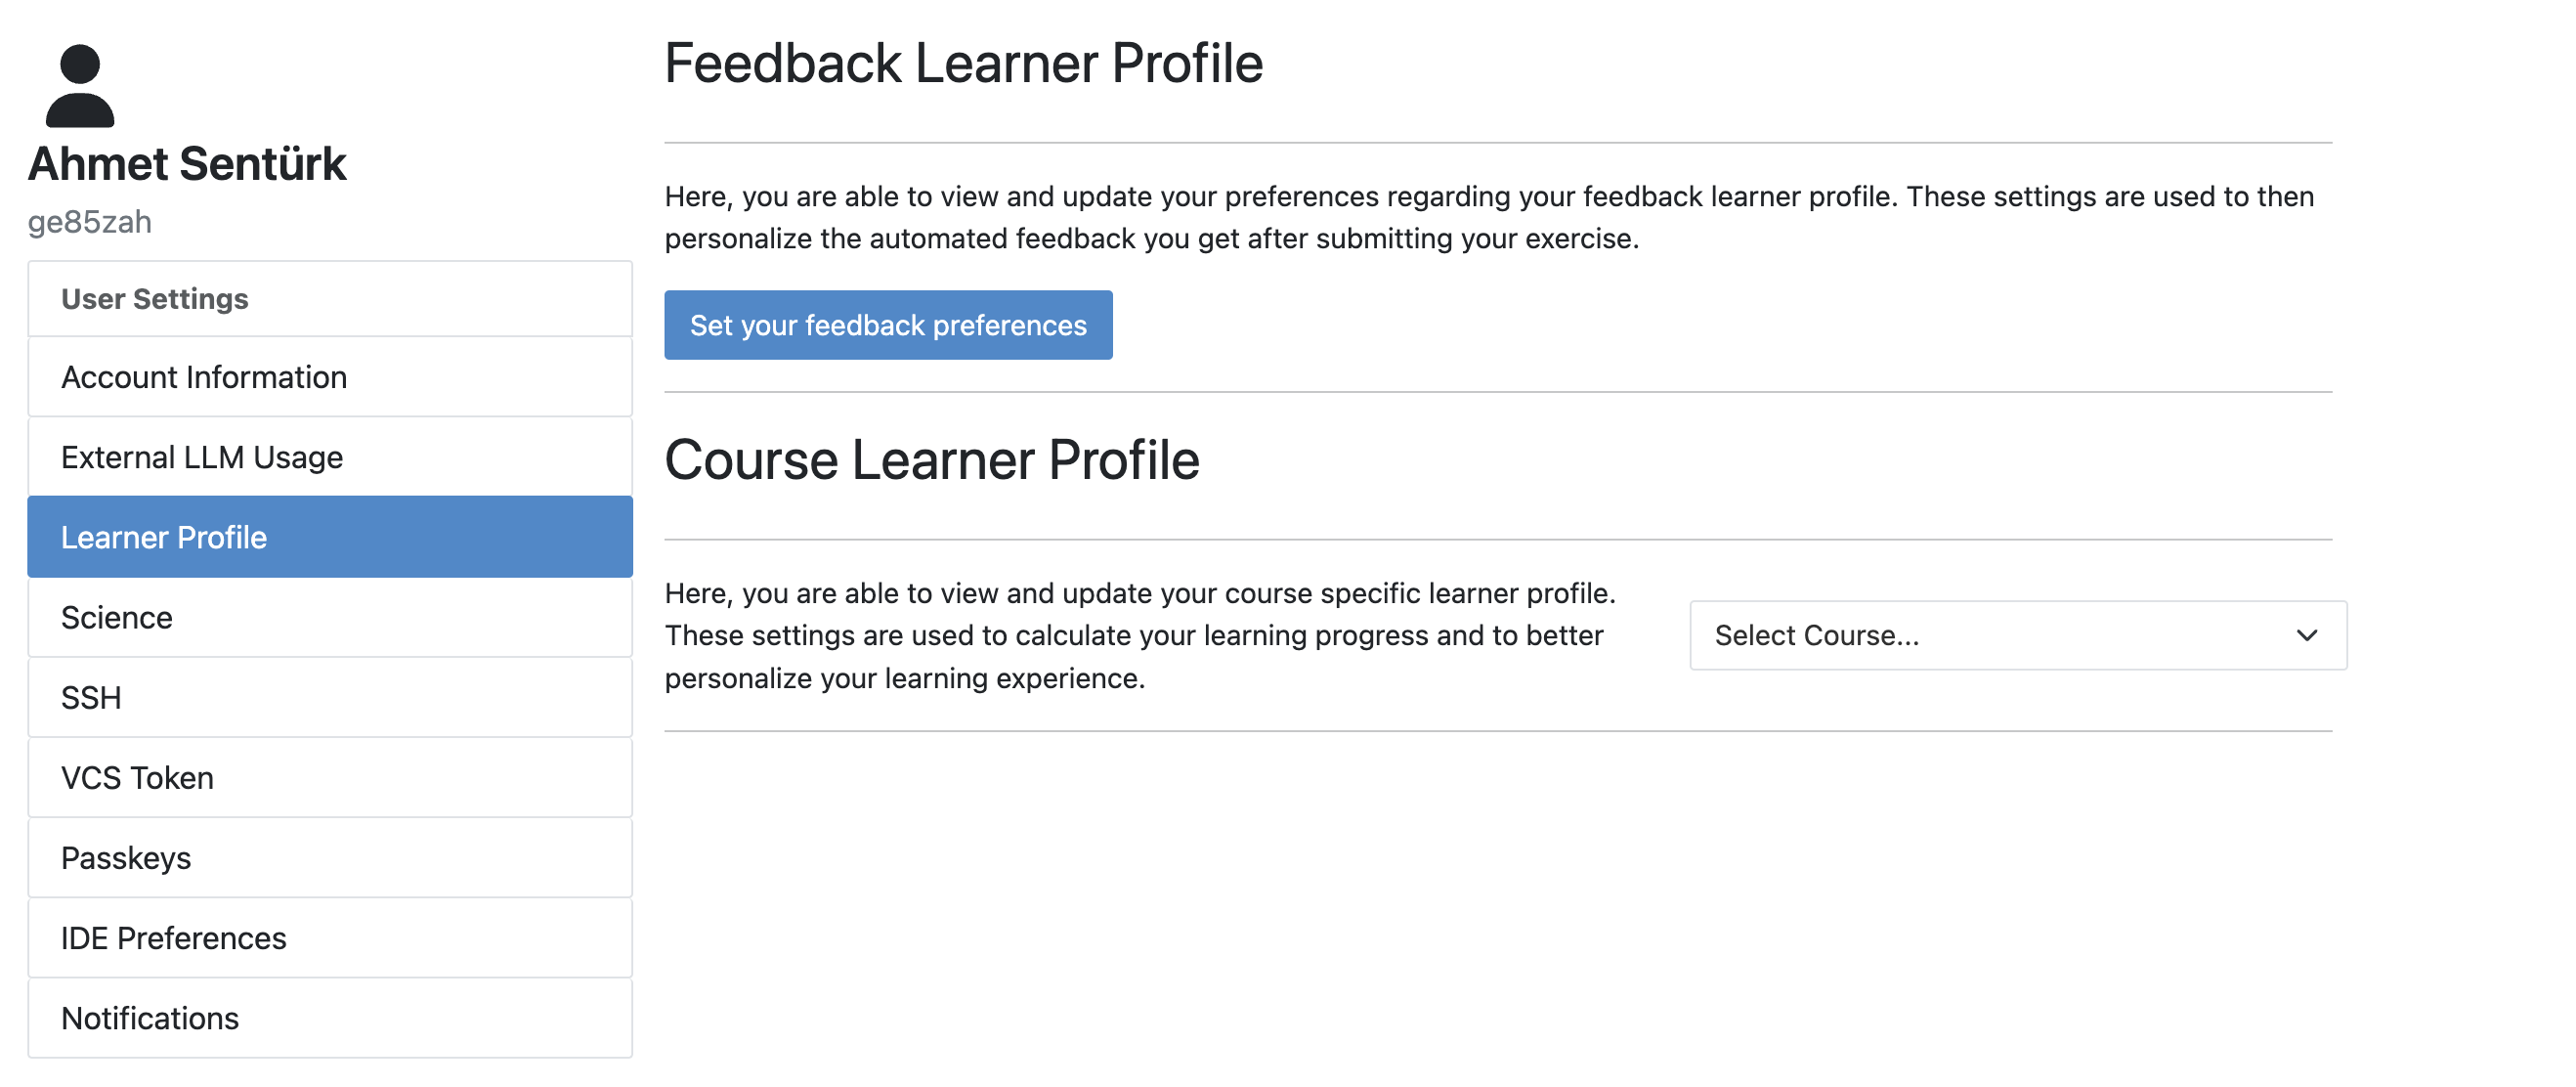 Ahmet Sentürk
ge85zah
User Settings
Account Information
External LLM Usage
Learner Profile
Science
SSH
VCS Token
Passkeys
IDE Preferences
Notifications
Feedback Learner Profile
Here, you are able to view and update your preferences regarding your feedback learner profile. These settings are used to then
personalize the automated feedback you get after submitting your exercise.
Set your feedback preferences
Course Learner Profile
Here, you are able to view and update your course specific learner profile.
These settings are used to calculate your learning progress and to better
personalize your learning experience.
Select Course...